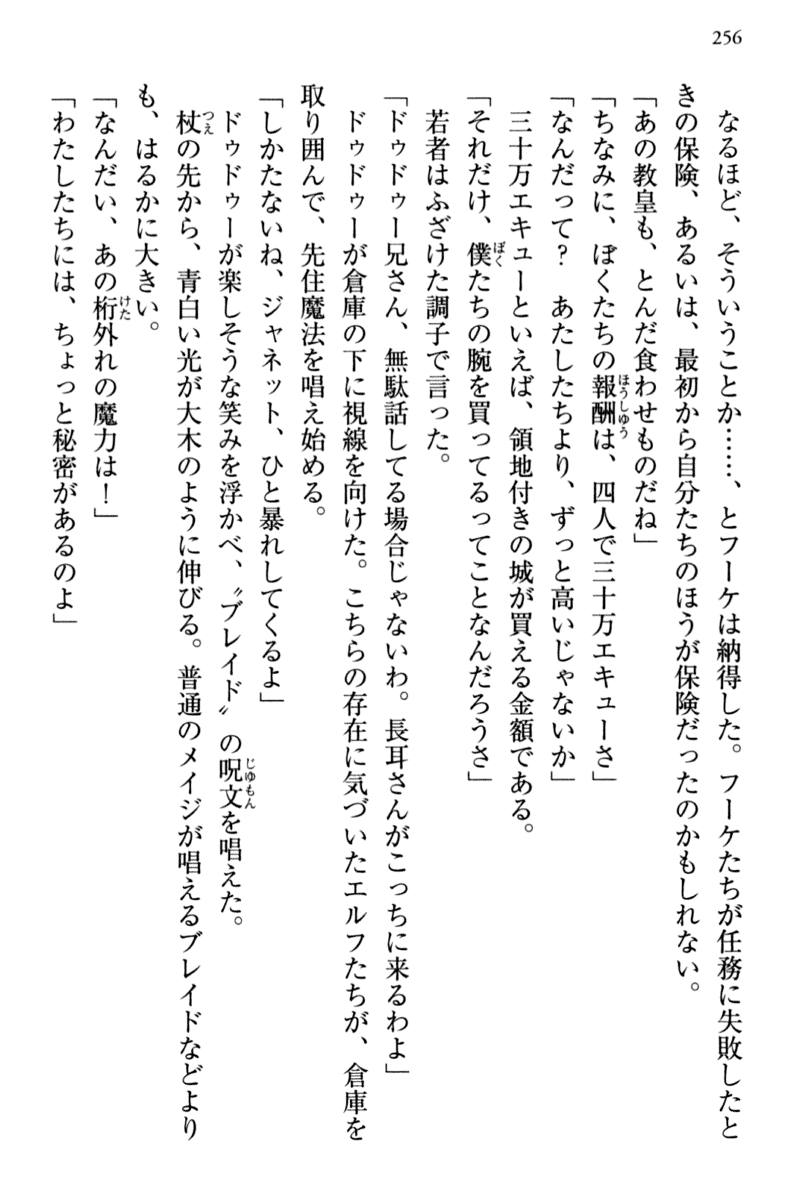 256
なるほど、そういうことか……、とフーケは納得した。フーケたちが任務に失敗したと
きの保険、あるいは、最初から自分たちのほうが保険だったのかもしれない。
「あの教皇も、とんだ食わせものだね」
「ちなみに、ぼくたちの報酬は、四人で三十万エキューさ」
「なんだって？　あたしたちより、ずっと高いじゃないか」
三十万エキューといえば、領地付きの城が買える金額である。
「それだけ、僕たちの腕を買ってるってことなんだろうさ」
若者はふざけた調子で言った。
「ドゥドゥー兄さん、無駄話してる場合じゃないわ。長耳さんがこっちに来るわよ」
ドゥドゥーが倉庫の下に視線を向けた。こちらの存在に気づいたエルフたちが、倉庫を
取り囲んで、先住魔法を唱え始める。
「しかたないね、ジャネット、ひと暴れしてくるよ」
ドゥドゥーが楽しそうな笑みを浮かべ、〝ブレイド〟の呪文を唱えた。
杖の先から、青白い光が大木のように伸びる。普通のメイジが唱えるブレイドなどより
も、はるかに大きい。
「なんだい、あの桁外れの魔力は！」
「わたしたちには、ちょっと秘密があるのよ」